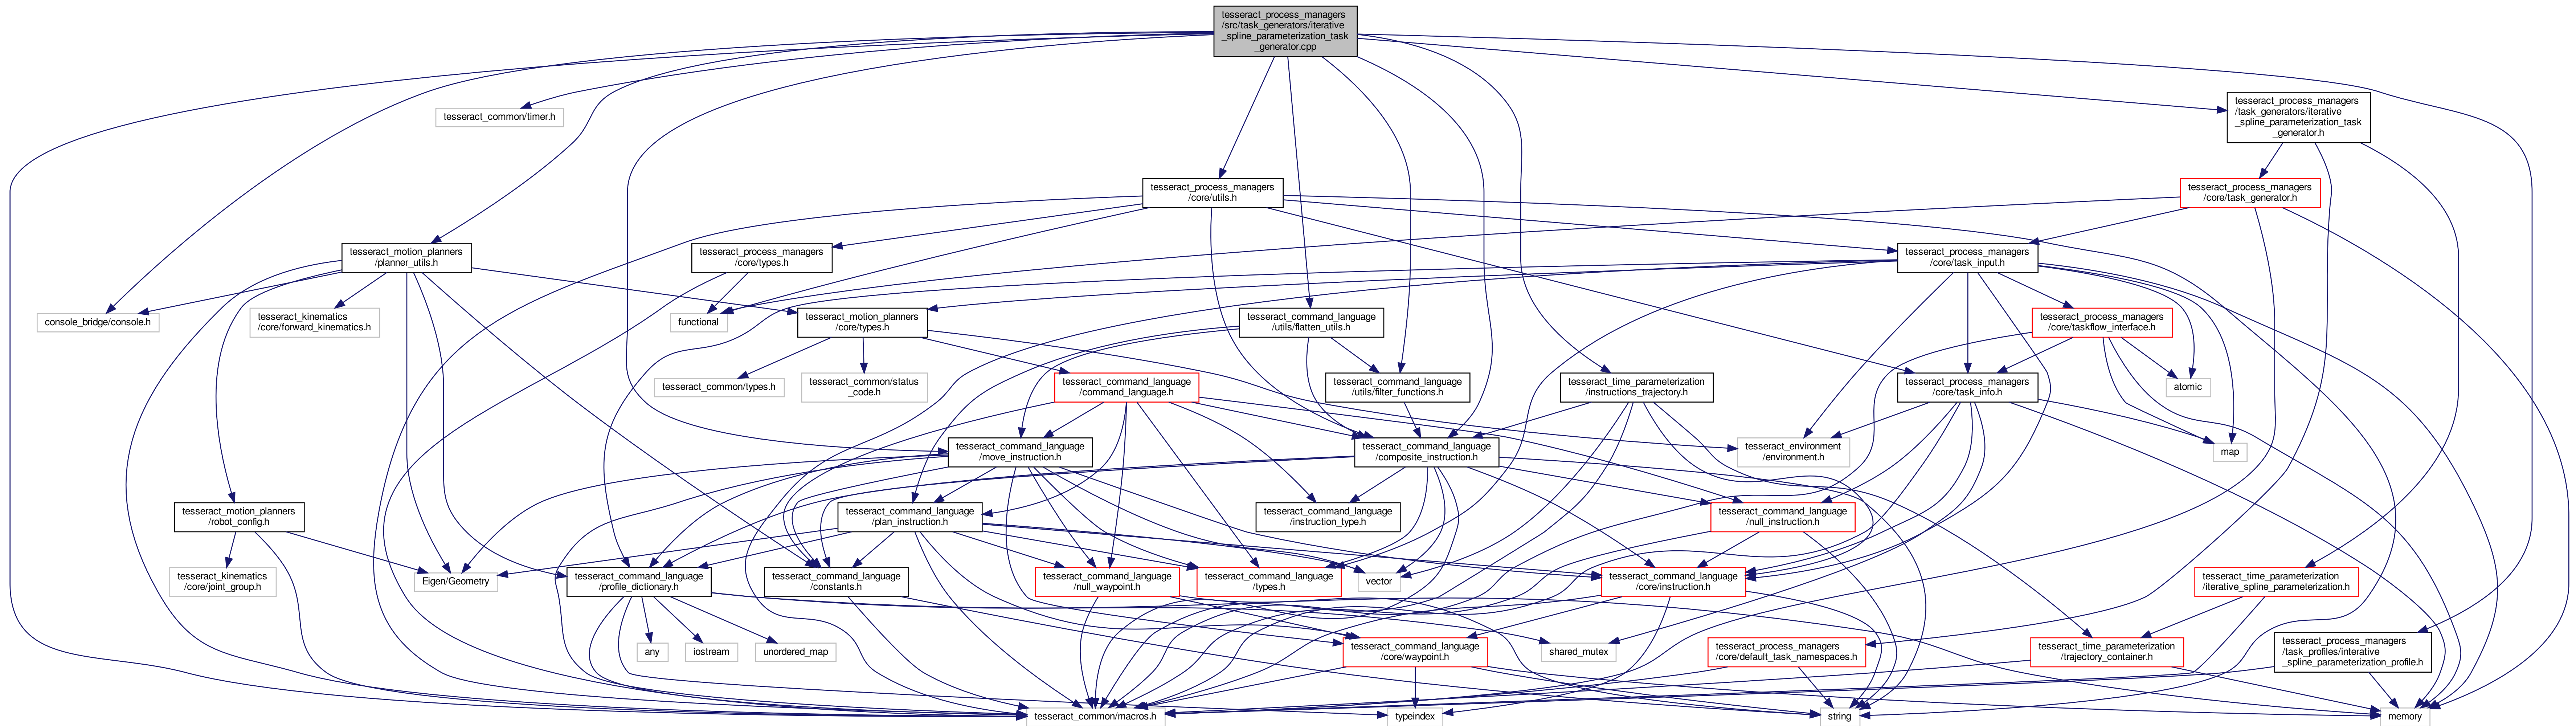 tesseract_process_managers
/src/task_generators/iterative
_spline_parameterization_task
_generator.cpp
tesseract_common/timer.h
tesseract_process_managers
/task_generators/iterative
_spline_parameterization_task
_generator.h
tesseract_process_managers
/core/utils.h
tesseract_process_managers
/core/task_generator.h
tesseract_motion_planners
/planner_utils.h
tesseract_process_managers
/core/types.h
tesseract_process_managers
/core/task_input.h
console_bridge/console.h
tesseract_kinematics
/core/forward_kinematics.h
functional
tesseract_motion_planners
/core/types.h
tesseract_command_language
/utils/flatten_utils.h
tesseract_process_managers
/core/taskflow_interface.h
tesseract_common/types.h
tesseract_common/status
_code.h
tesseract_command_language
/command_language.h
tesseract_command_language
/utils/filter_functions.h
tesseract_time_parameterization
/instructions_trajectory.h
tesseract_process_managers
/core/task_info.h
atomic
tesseract_command_language
/move_instruction.h
tesseract_command_language
/composite_instruction.h
tesseract_environment
/environment.h
map
tesseract_motion_planners
/robot_config.h
tesseract_command_language
/plan_instruction.h
tesseract_command_language
/instruction_type.h
tesseract_command_language
/null_instruction.h
tesseract_kinematics
/core/joint_group.h
Eigen/Geometry
tesseract_command_language
/profile_dictionary.h
tesseract_command_language
/constants.h
tesseract_command_language
/null_waypoint.h
tesseract_command_language
/types.h
vector
tesseract_command_language
/core/instruction.h
tesseract_time_parameterization
/iterative_spline_parameterization.h
any
iostream
unordered_map
tesseract_command_language
/core/waypoint.h
shared_mutex
tesseract_process_managers
/core/default_task_namespaces.h
tesseract_time_parameterization
/trajectory_container.h
tesseract_process_managers
/task_profiles/iterative
_spline_parameterization_profile.h
tesseract_common/macros.h
typeindex
string
memory